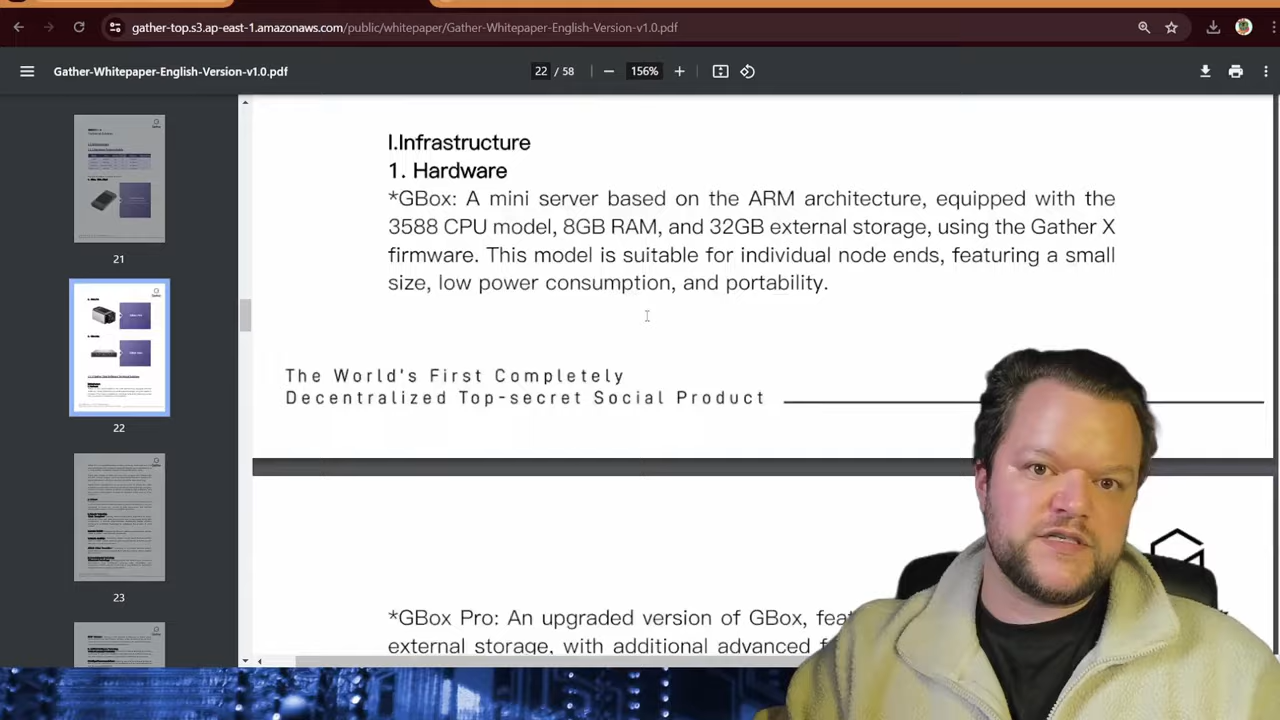 gather-top.s3.ap-east-1.amazonaws.com/public/whitepaper/Gather-Whitepaper-English-Version-v1.0.pdf
Gather-Whitepaper-English-Version-v1.0.pdf
22 / 58
156%
21
22
23
I.Infrastructure
1. Hardware
*GBox: A mini server based on the ARM architecture, equipped with the
3588 CPU model, 8GB RAM, and 32GB external storage, using the Gather X
firmware. This model is suitable for individual node ends, featuring a small
size, low power consumption, and portability.
The World's First Completely
Decentralized Top-secret Social Product
*GBox Pro: An upgraded version of GBox,
external storage, with additional advanced